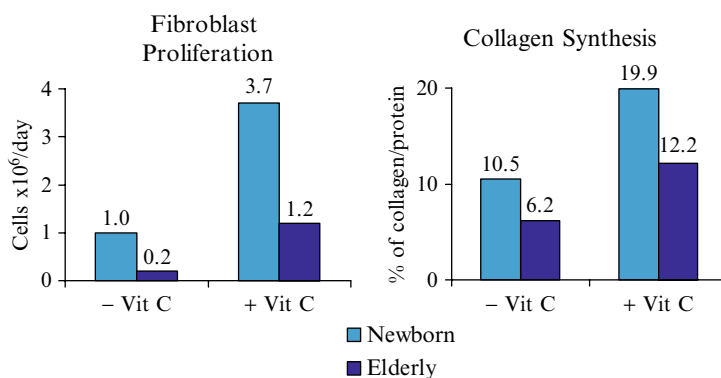 Fibroblast
Proliferation
Cells x10⁶/day
4
3
2
1
0
1.0
0.2
3.7
1.2
– Vit C
+ Vit C
Collagen Synthesis
% of collagen/protein
20
10
0
10.5
6.2
19.9
12.2
– Vit C
+ Vit C
Newborn
Elderly